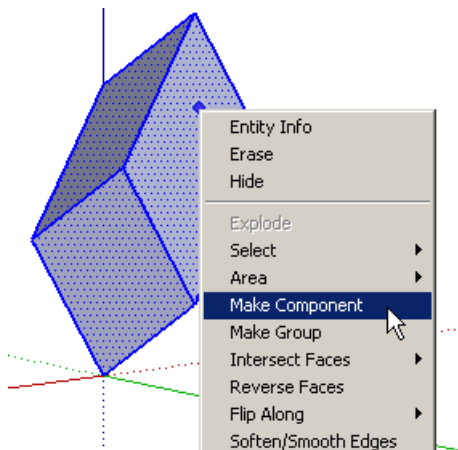 Entity Info
Erase
Hide
Explode
Select
Area
Make Component
Make Group
Intersect Faces
Reverse Faces
Flip Along
Soften/Smooth Edges